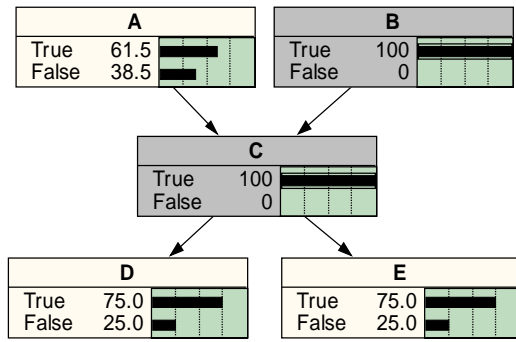 A
True 61.5
False 38.5
B
True 100
False 0
C
True 100
False 0
D
True 75.0
False 25.0
E
True 75.0
False 25.0